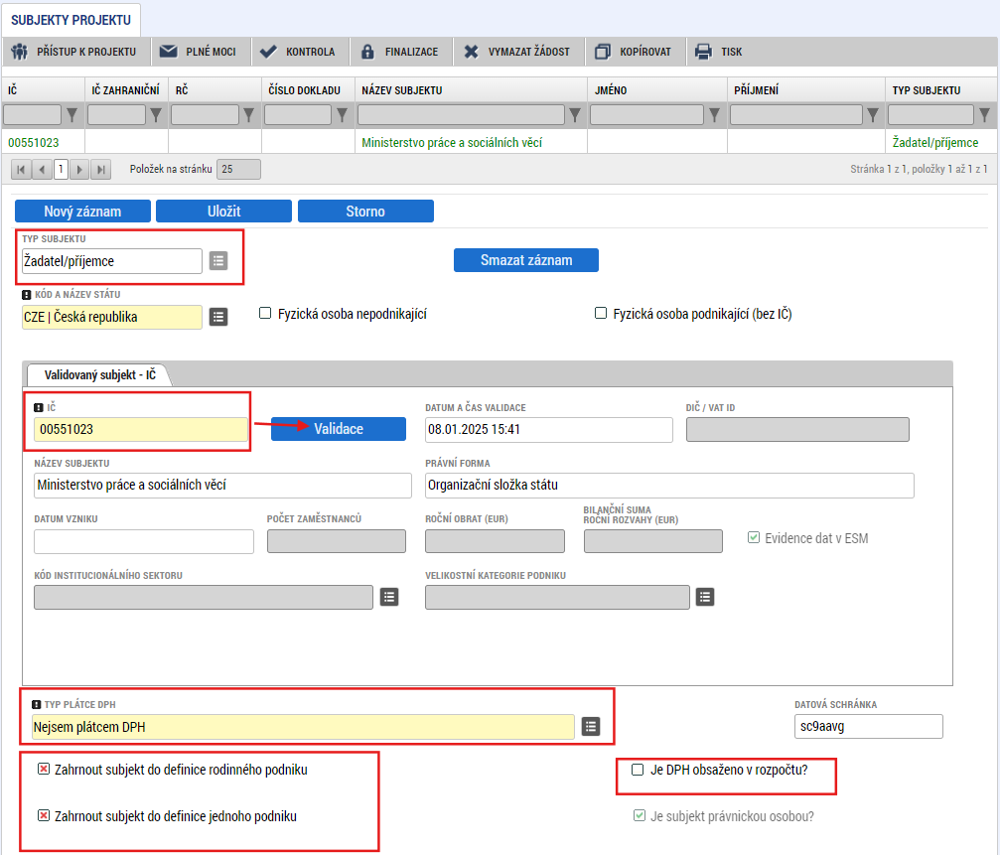 SUBJEKTY PROJEKTU
PŘÍSTUP K PROJEKTU PLNÉ MOCI KONTROLA FINALIZACE VYMAZAT ŽÁDOST KOPÍROVAT TISK
IČ IČ ZAHRANIČNÍ RČ ČÍSLO DOKLADU NÁZEV SUBJEKTU JMÉNO PŘÍJMENÍ TYP SUBJEKTU
00551023 Ministerstvo práce a sociálních věcí Žadatel/příjemce
1 Položek na stránku 25 Stránka 1 z 1, položky 1 až 1 z 1
Nový záznam Uložit Storno
TYP SUBJEKTU
Žadatel/příjemce Smazat záznam
KÓD A NÁZEV STÁTU
CZE | Česká republika Fyzická osoba nepodnikající Fyzická osoba podnikající (bez IČ)
Validovaný subjekt - IČ
IČ DATUM A ČAS VALIDACE DIČ / VAT ID
00551023 Validace 08.01.2025 15:41
NÁZEV SUBJEKTU PRÁVNÍ FORMA
Ministerstvo práce a sociálních věcí Organizační složka státu
DATUM VZNIKU POČET ZAMĚSTNANCŮ ROČNÍ OBRAT (EUR) BILANČNÍ SUMA
ROČNÍ ROZVAHY (EUR)
Evidence dat v ESM
KÓD INSTITUCIONÁLNÍHO SEKTORU VELIKOSTNÍ KATEGORIE PODNIKU
TYP PLÁTCE DPH DATOVÁ SCHRÁNKA
Nejsem plátcem DPH sc9aavg
Zahrnout subjekt do definice rodinného podniku Je DPH obsaženo v rozpočtu?
Zahrnout subjekt do definice jednoho podniku Je subjekt právnickou osobou?